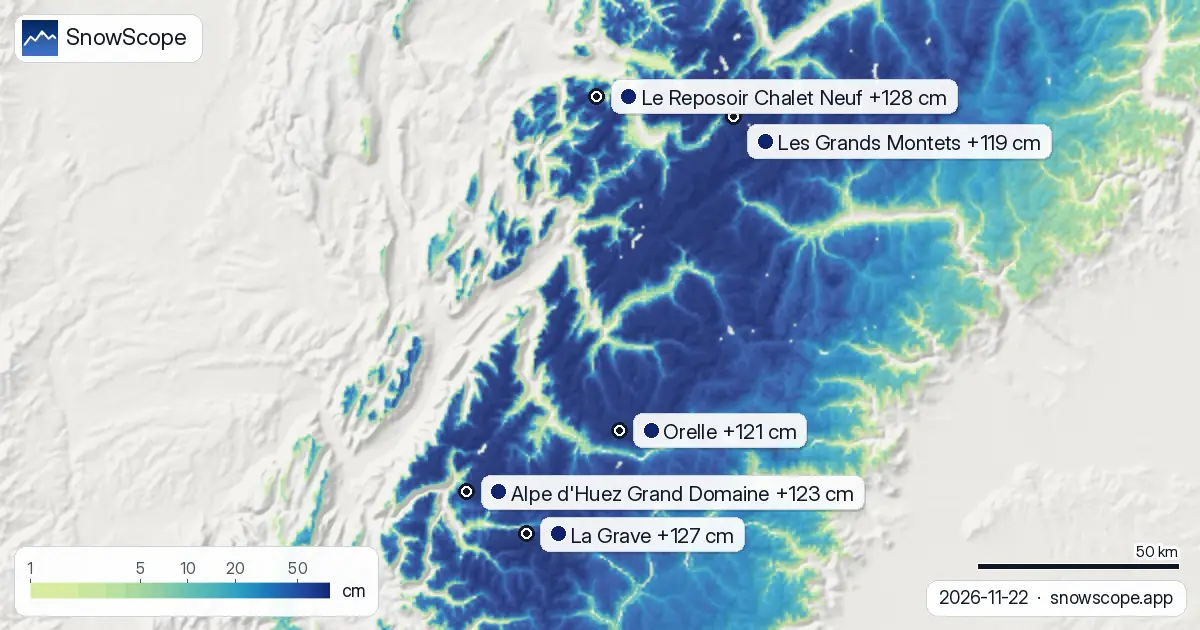 SnowScope
Le Reposoir Chalet Neuf +128 cm
Les Grands Montets +119 cm
Orelle +121 cm
Alpe d'Huez Grand Domaine +123 cm
La Grave +127 cm
50 km
1 5 10 20 50
cm
2026-11-22 · snowscope.app